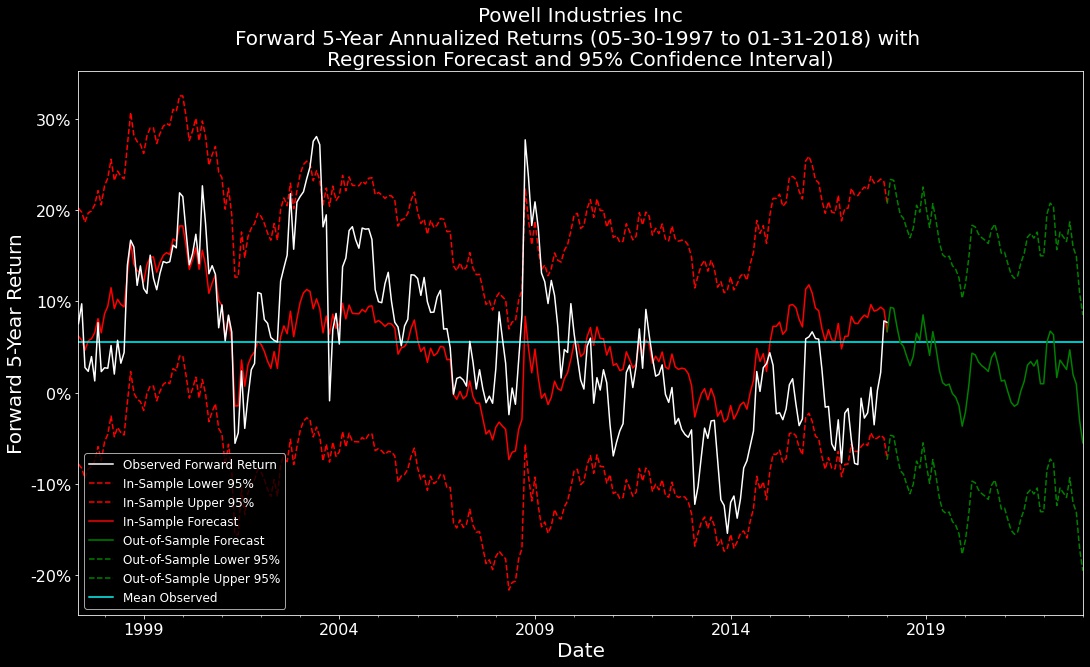 Powell Industries Inc
Forward 5-Year Annualized Returns (05-30-1997 to 01-31-2018) with
Regression Forecast and 95% Confidence Interval)
Forward 5-Year Return
30%
20%
10%
0%
-10%
-20%
Observed Forward Return
In-Sample Lower 95%
In-Sample Upper 95%
In-Sample Forecast
Out-of-Sample Forecast
Out-of-Sample Lower 95%
Out-of-Sample Upper 95%
Mean Observed
1999
2004
2009
2014
2019
Date